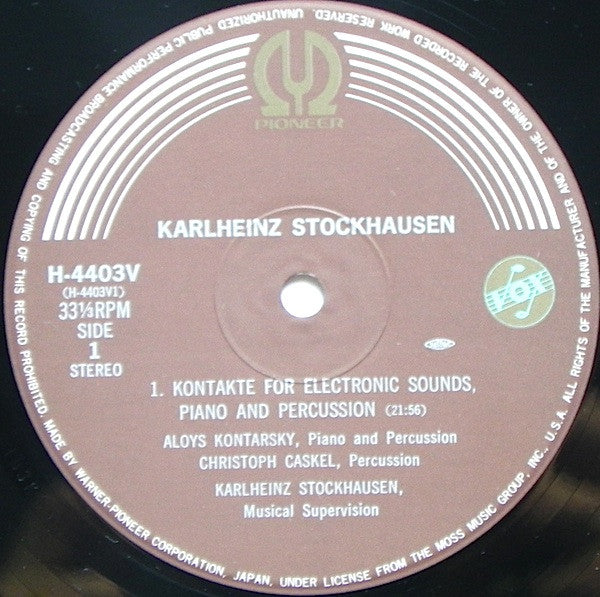 PIONEER
KARLHEINZ STOCKHAUSEN
H-4403V
(H-4403V1)
33⅓RPM
SIDE
1
STEREO
VOX
1. KONTAKTE FOR ELECTRONIC SOUNDS,
PIANO AND PERCUSSION (21:56)
ALOYS KONTARSKY, Piano and Percussion
CHRISTOPH CASKEL, Percussion
KARLHEINZ STOCKHAUSEN,
Musical Supervision
ALL RIGHTS OF THE MANUFACTURER AND OF THE OWNER OF THE RECORDED WORK RESERVED. UNAUTHORIZED PUBLIC PERFORMANCE BROADCASTING AND COPYING OF THIS RECORD PROHIBITED. MADE BY WARNER-PIONEER CORPORATION, JAPAN, UNDER LICENSE FROM THE MOSS MUSIC GROUP, INC., U.S.A.